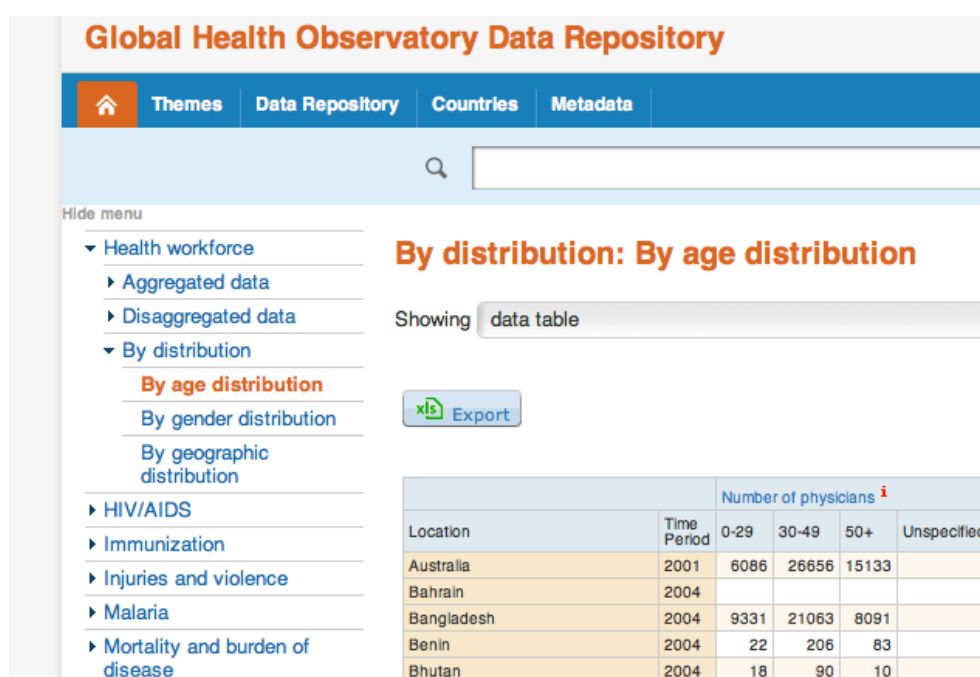 Global Health Observatory Data Repository
Themes Data Repository Countries Metadata
Hide menu
Health workforce
Aggregated data
Disaggregated data
By distribution
By age distribution
By gender distribution
By geographic
distribution
HIV/AIDS
Immunization
Injuries and violence
Malaria
Mortality and burden of
disease
By distribution: By age distribution
Showing data table
xls Export
Number of physicians i
Location Time Period 0-29 30-49 50+ Unspecified
Australia 2001 6086 26656 15133
Bahrain 2004
Bangladesh 2004 9331 21063 8091
Benin 2004 22 206 83
Bhutan 2004 18 90 10